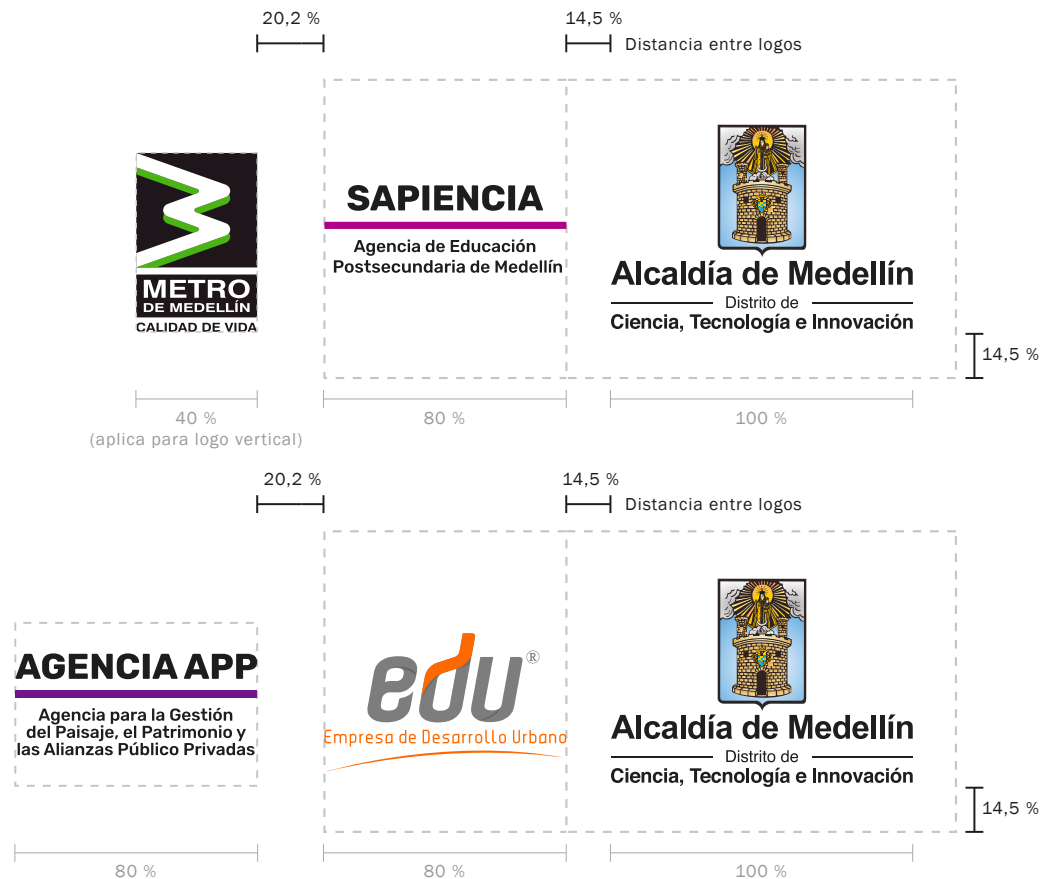 20,2 %
14,5 %
Distancia entre logos
METRO
DE MEDELLÍN
CALIDAD DE VIDA
SAPIENCIA
Agencia de Educación
Postsecundaria de Medellín
Alcaldía de Medellín
Distrito de
Ciencia, Tecnología e Innovación
14,5 %
40 %
(aplica para logo vertical)
80 %
100 %
20,2 %
14,5 %
Distancia entre logos
AGENCIA APP
Agencia para la Gestión
del Paisaje, el Patrimonio y
las Alianzas Público Privadas
edu®
Empresa de Desarrollo Urbano
Alcaldía de Medellín
Distrito de
Ciencia, Tecnología e Innovación
14,5 %
80 %
80 %
100 %